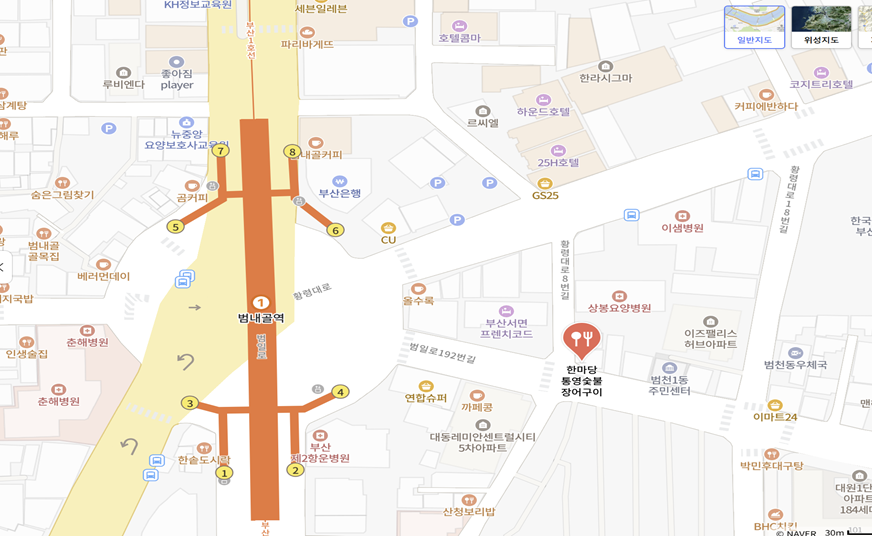 KH정보교육원
세븐일레븐
부산1호선
파리바게뜨
P
호텔콤마
일반지도
위성지도
루비엔다
좋아짐
player
한라시그마
코지트리호텔
커피에반하다
삼계탕
해루
P
뉴중앙
요양보호사교육원
르씨엘
하운드호텔
7
8
내골커피
25H호텔
숨은그림찾기
곰커피
부산은행
P
P
P
GS25
황령대로18번길
5
6
CU
이샘병원
범내골
골목집
베러먼데이
황령대로8번길
지국밥
1
범내골역
황령대로
올수록
부산서면
프렌치코드
상봉요양병원
이즈팰리스
허브아파트
춘해병원
인생술집
범일로
범일로192번길
한마당
통영숯불
장어구이
범천1동
주민센터
범천동우체국
춘해병원
3
4
연합슈퍼
까페콩
이마트24
대동레미안센트럴시티
5차아파트
한솥도시락
부산
제2항운병원
1
2
박민후대구탕
대원1단
아파트
184세대
산청보리밥
BHC치킨
부산
© NAVER
30m
101